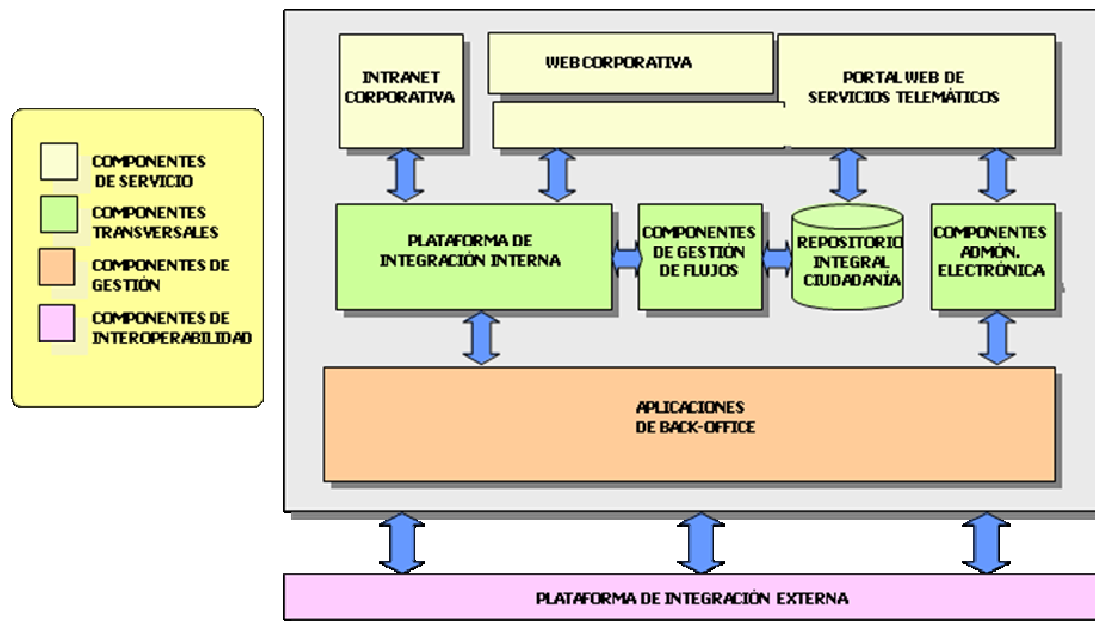 COMPONENTES
DE SERVICIO
COMPONENTES
TRANSVERSALES
COMPONENTES DE
GESTIÓN
COMPONENTES DE
INTEROPERABILIDAD
INTRANET
CORPORATIVA
WEB CORPORATIVA
PORTAL WEB DE
SERVICIOS TELEMÁTICOS
PLATAFORMA DE
INTEGRACIÓN INTERNA
COMPONENTES
DE GESTIÓN
DE FLUJOS
REPOSITORIO
INTEGRAL
CIUDADANÍA
COMPONENTES
ADMÓN.
ELECTRÓNICA
APLICACIONES
DE BACK-OFFICE
PLATAFORMA DE INTEGRACIÓN EXTERNA